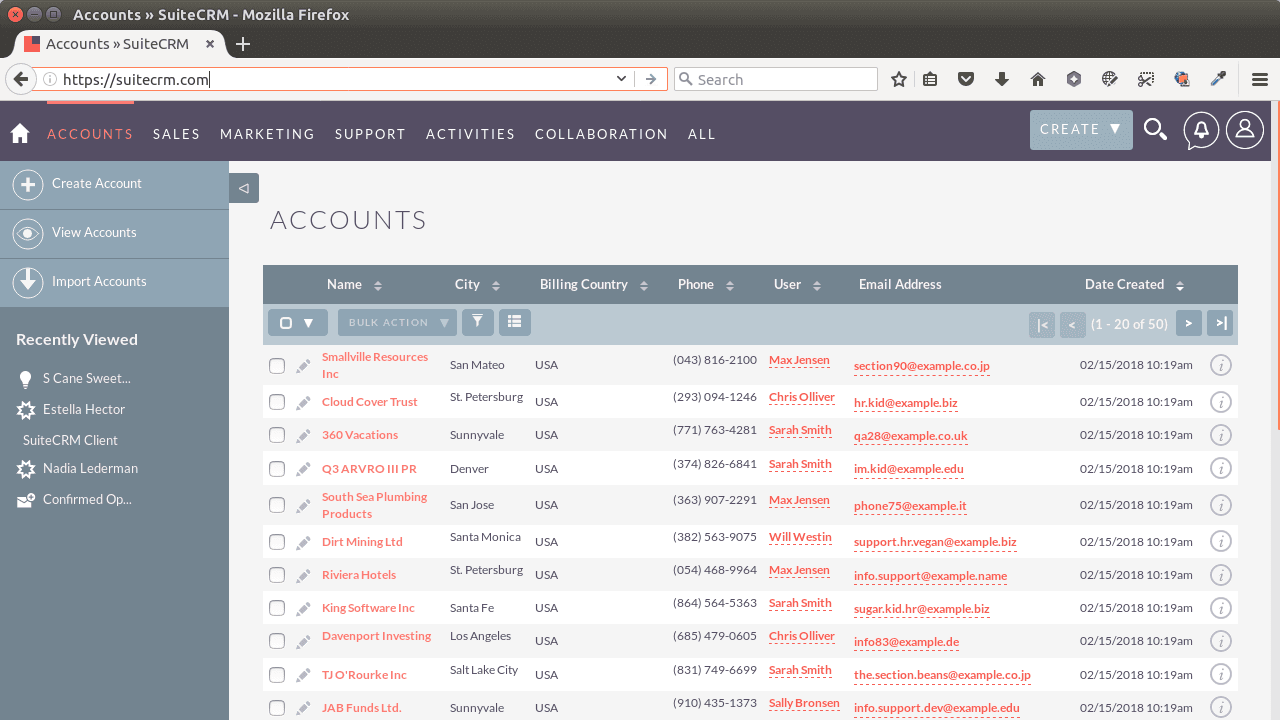 Accounts » SuiteCRM - Mozilla Firefox
Accounts » SuiteCRM
https://suitecrm.com
Search
ACCOUNTS SALES MARKETING SUPPORT ACTIVITIES COLLABORATION ALL CREATE ▼
Create Account
View Accounts
Import Accounts
Recently Viewed
S Cane Sweet...
Estella Hector
SuiteCRM Client
Nadia Lederman
Confirmed Op...
ACCOUNTS
Name City Billing Country Phone User Email Address Date Created
BULK ACTION ▼ (1 - 20 of 50)
Smallville Resources
Inc San Mateo USA (043) 816-2100 Max Jensen section90@example.co.jp 02/15/2018 10:19am
Cloud Cover Trust St. Petersburg USA (293) 094-1246 Chris Olliver hr.kid@example.biz 02/15/2018 10:19am
360 Vacations Sunnyvale USA (771) 763-4281 Sarah Smith qa28@example.co.uk 02/15/2018 10:19am
Q3 ARVRO III PR Denver USA (374) 826-6841 Sarah Smith im.kid@example.edu 02/15/2018 10:19am
South Sea Plumbing
Products San Jose USA (363) 907-2291 Max Jensen phone75@example.it 02/15/2018 10:19am
Dirt Mining Ltd Santa Monica USA (382) 563-9075 Will Westin support.hr.vegan@example.biz 02/15/2018 10:19am
Riviera Hotels St. Petersburg USA (054) 468-9964 Max Jensen info.support@example.name 02/15/2018 10:19am
King Software Inc Santa Fe USA (864) 564-5363 Sarah Smith sugar.kid.hr@example.biz 02/15/2018 10:19am
Davenport Investing Los Angeles USA (685) 479-0605 Chris Olliver info83@example.de 02/15/2018 10:19am
TJ O'Rourke Inc Salt Lake City USA (831) 749-6699 Sarah Smith the.section.beans@example.co.jp 02/15/2018 10:19am
JAB Funds Ltd. Sunnyvale USA (910) 435-1373 Sally Bronsen info.support.dev@example.edu 02/15/2018 10:19am